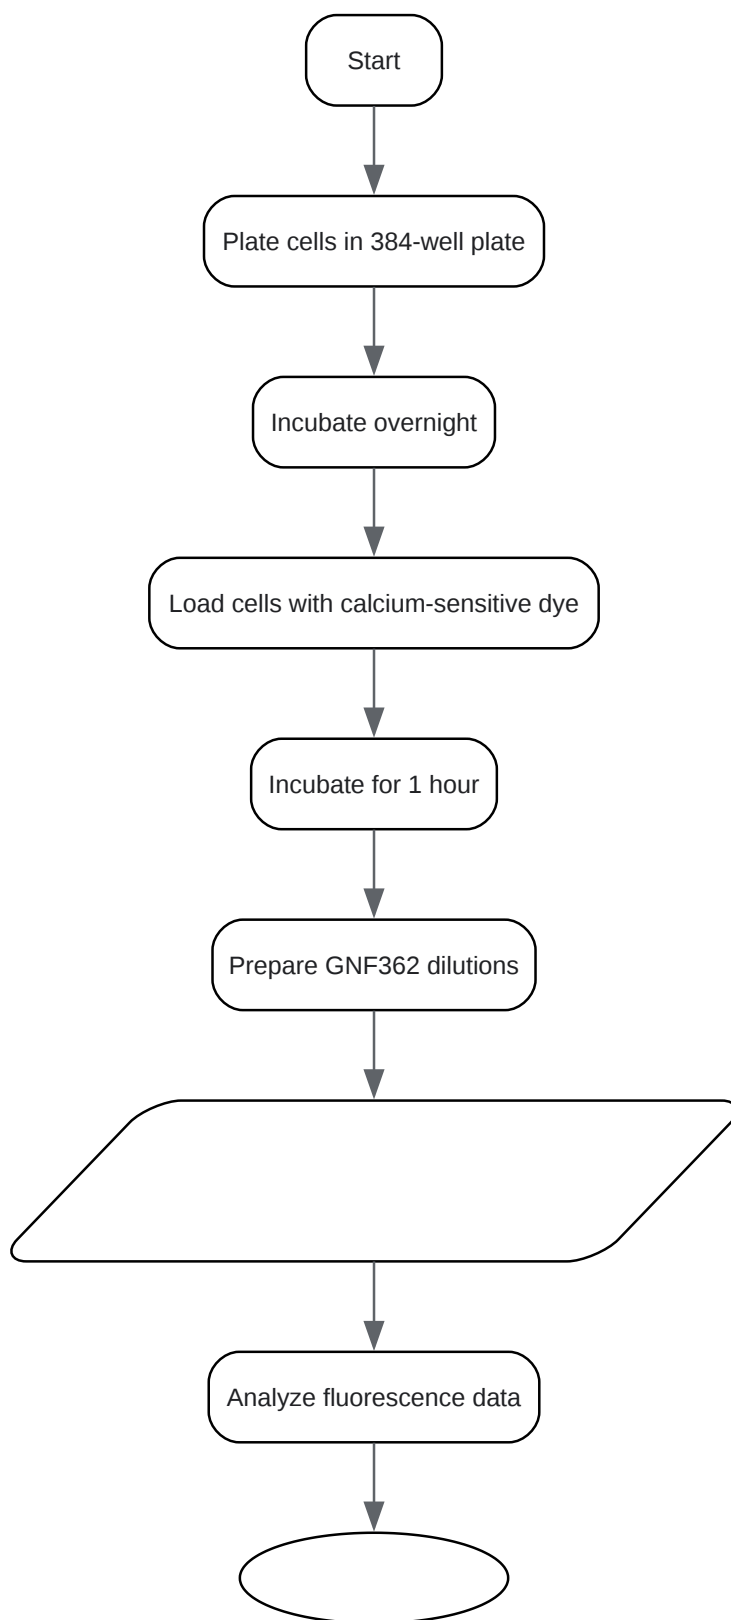 Start
Plate cells in 384-well plate
Incubate overnight
Load cells with calcium-sensitive dye
Incubate for 1 hour
Prepare GNF362 dilutions
Analyze fluorescence data